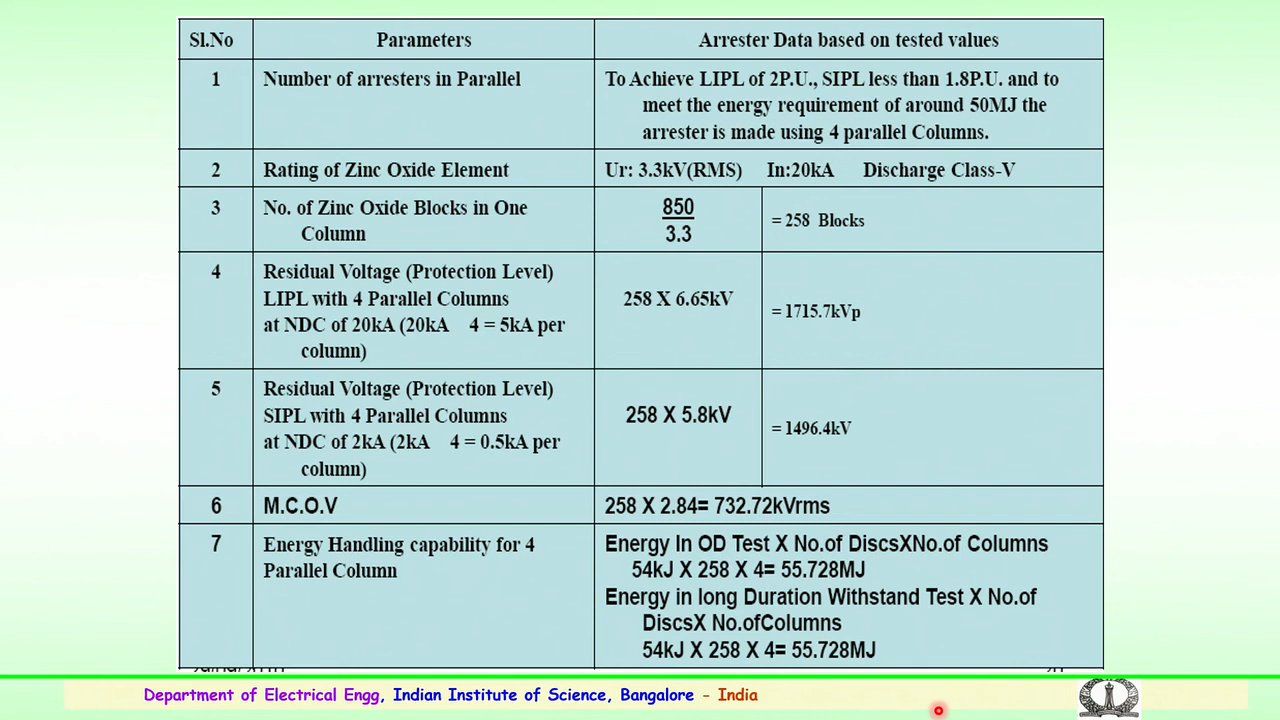 Sl.No Parameters Arrester Data based on tested values
1 Number of arresters in Parallel To Achieve LIPL of 2P.U., SIPL less than 1.8P.U. and to
meet the energy requirement of around 50MJ the
arrester is made using 4 parallel Columns.
2 Rating of Zinc Oxide Element Ur: 3.3kV(RMS) In:20kA Discharge Class-V
3 No. of Zinc Oxide Blocks in One
Column
850
3.3
= 258 Blocks
4 Residual Voltage (Protection Level)
LIPL with 4 Parallel Columns
at NDC of 20kA (20kA 4 = 5kA per
column)
258 X 6.65kV
= 1715.7kVp
5 Residual Voltage (Protection Level)
SIPL with 4 Parallel Columns
at NDC of 2kA (2kA 4 = 0.5kA per
column)
258 X 5.8kV
= 1496.4kV
6 M.C.O.V 258 X 2.84= 732.72kVrms
7 Energy Handling capability for 4
Parallel Column
Energy In OD Test X No.of DiscsXNo.of Columns
54kJ X 258 X 4= 55.728MJ
Energy in long Duration Withstand Test X No.of
DiscsX No.ofColumns
54kJ X 258 X 4= 55.728MJ
Department of Electrical Engg, Indian Institute of Science, Bangalore - India